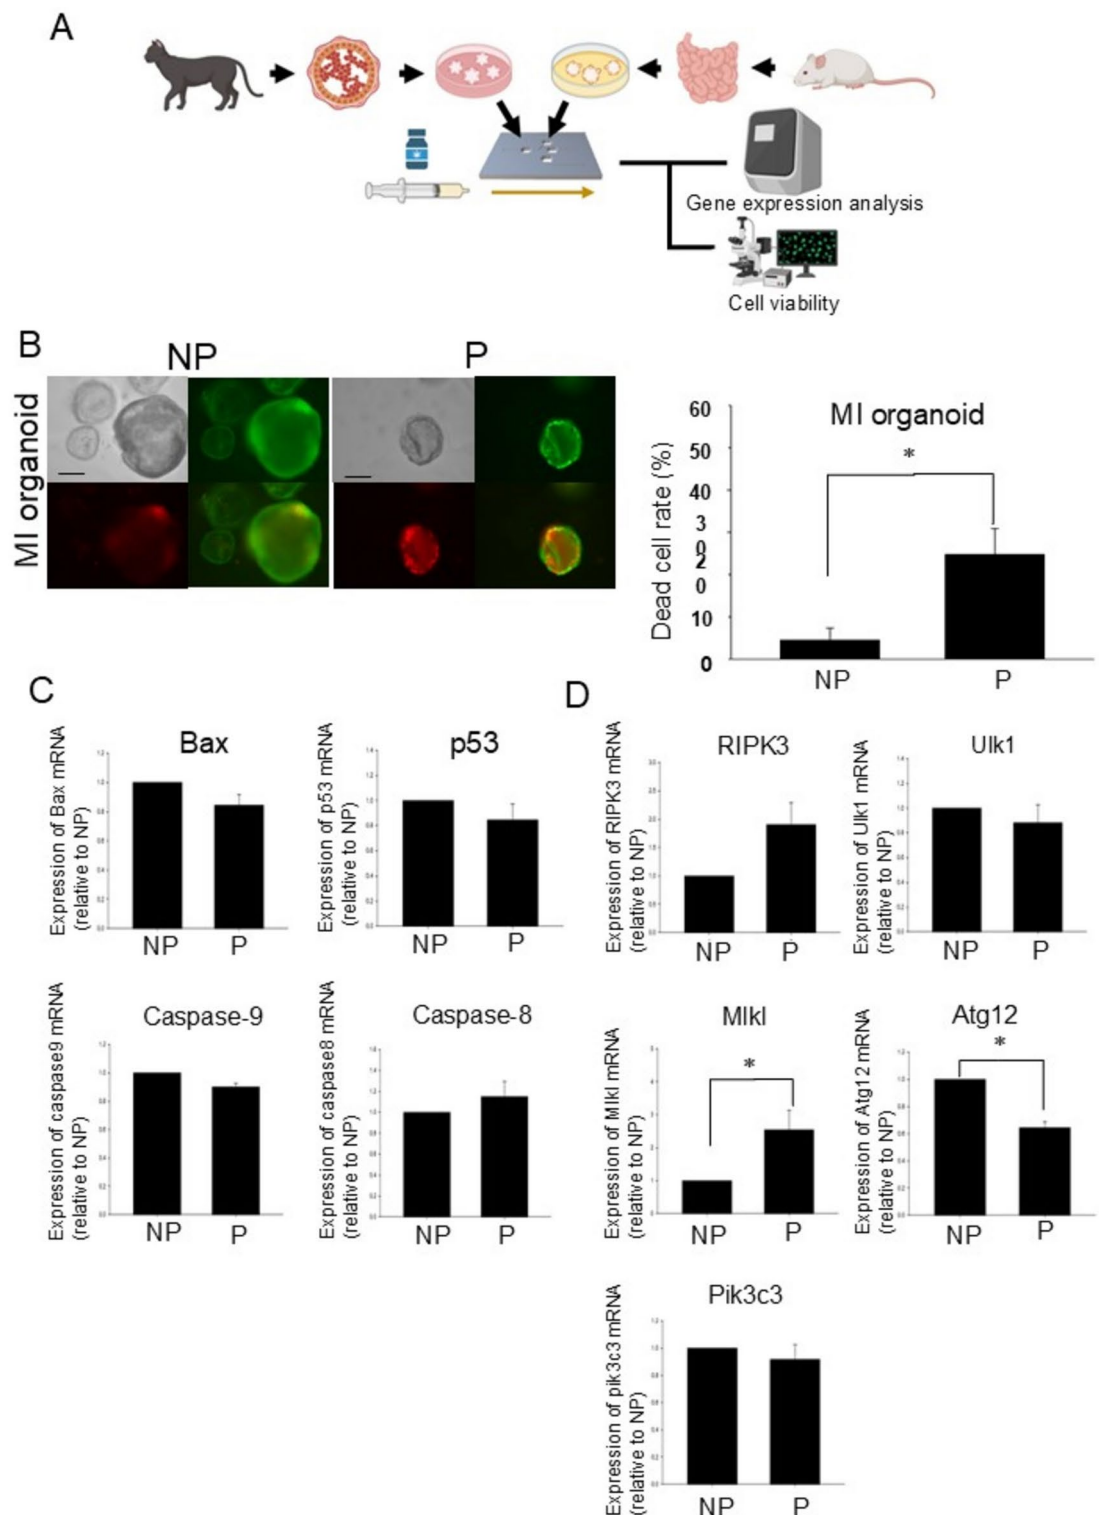 A
Gene expression analysis
Cell viability
B
NP
P
MI organoid
MI organoid
*
Dead cell rate (%)
60
50
40
3
0
2
0
10
0
NP
P
C
Bax
Expression of Bax mRNA
(relative to NP)
NP
P
p53
Expression of p53 mRNA
(relative to NP)
NP
P
Caspase-9
Expression of caspase9 mRNA
(relative to NP)
NP
P
Caspase-8
Expression of caspase8 mRNA
(relative to NP)
NP
P
D
RIPK3
Expression of RIPK3 mRNA
(relative to NP)
NP
P
Ulk1
Expression of Ulk1 mRNA
(relative to NP)
NP
P
Mlkl
*
Expression of Mlkl mRNA
(relative to NP)
NP
P
Atg12
*
Expression of Atg12 mRNA
(relative to NP)
NP
P
Pik3c3
Expression of pik3c3 mRNA
(relative to NP)
NP
P